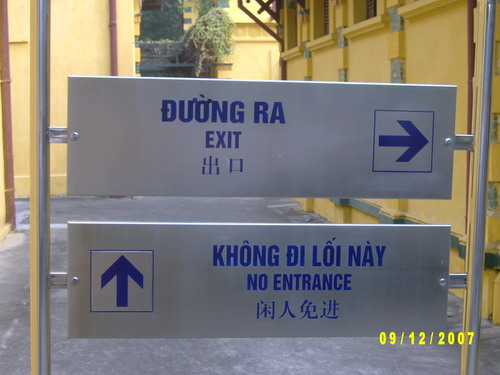 ĐƯỜNG RA
EXIT
出口
KHÔNG ĐI LỐI NÀY
NO ENTRANCE
闲人免进
09/12/2007